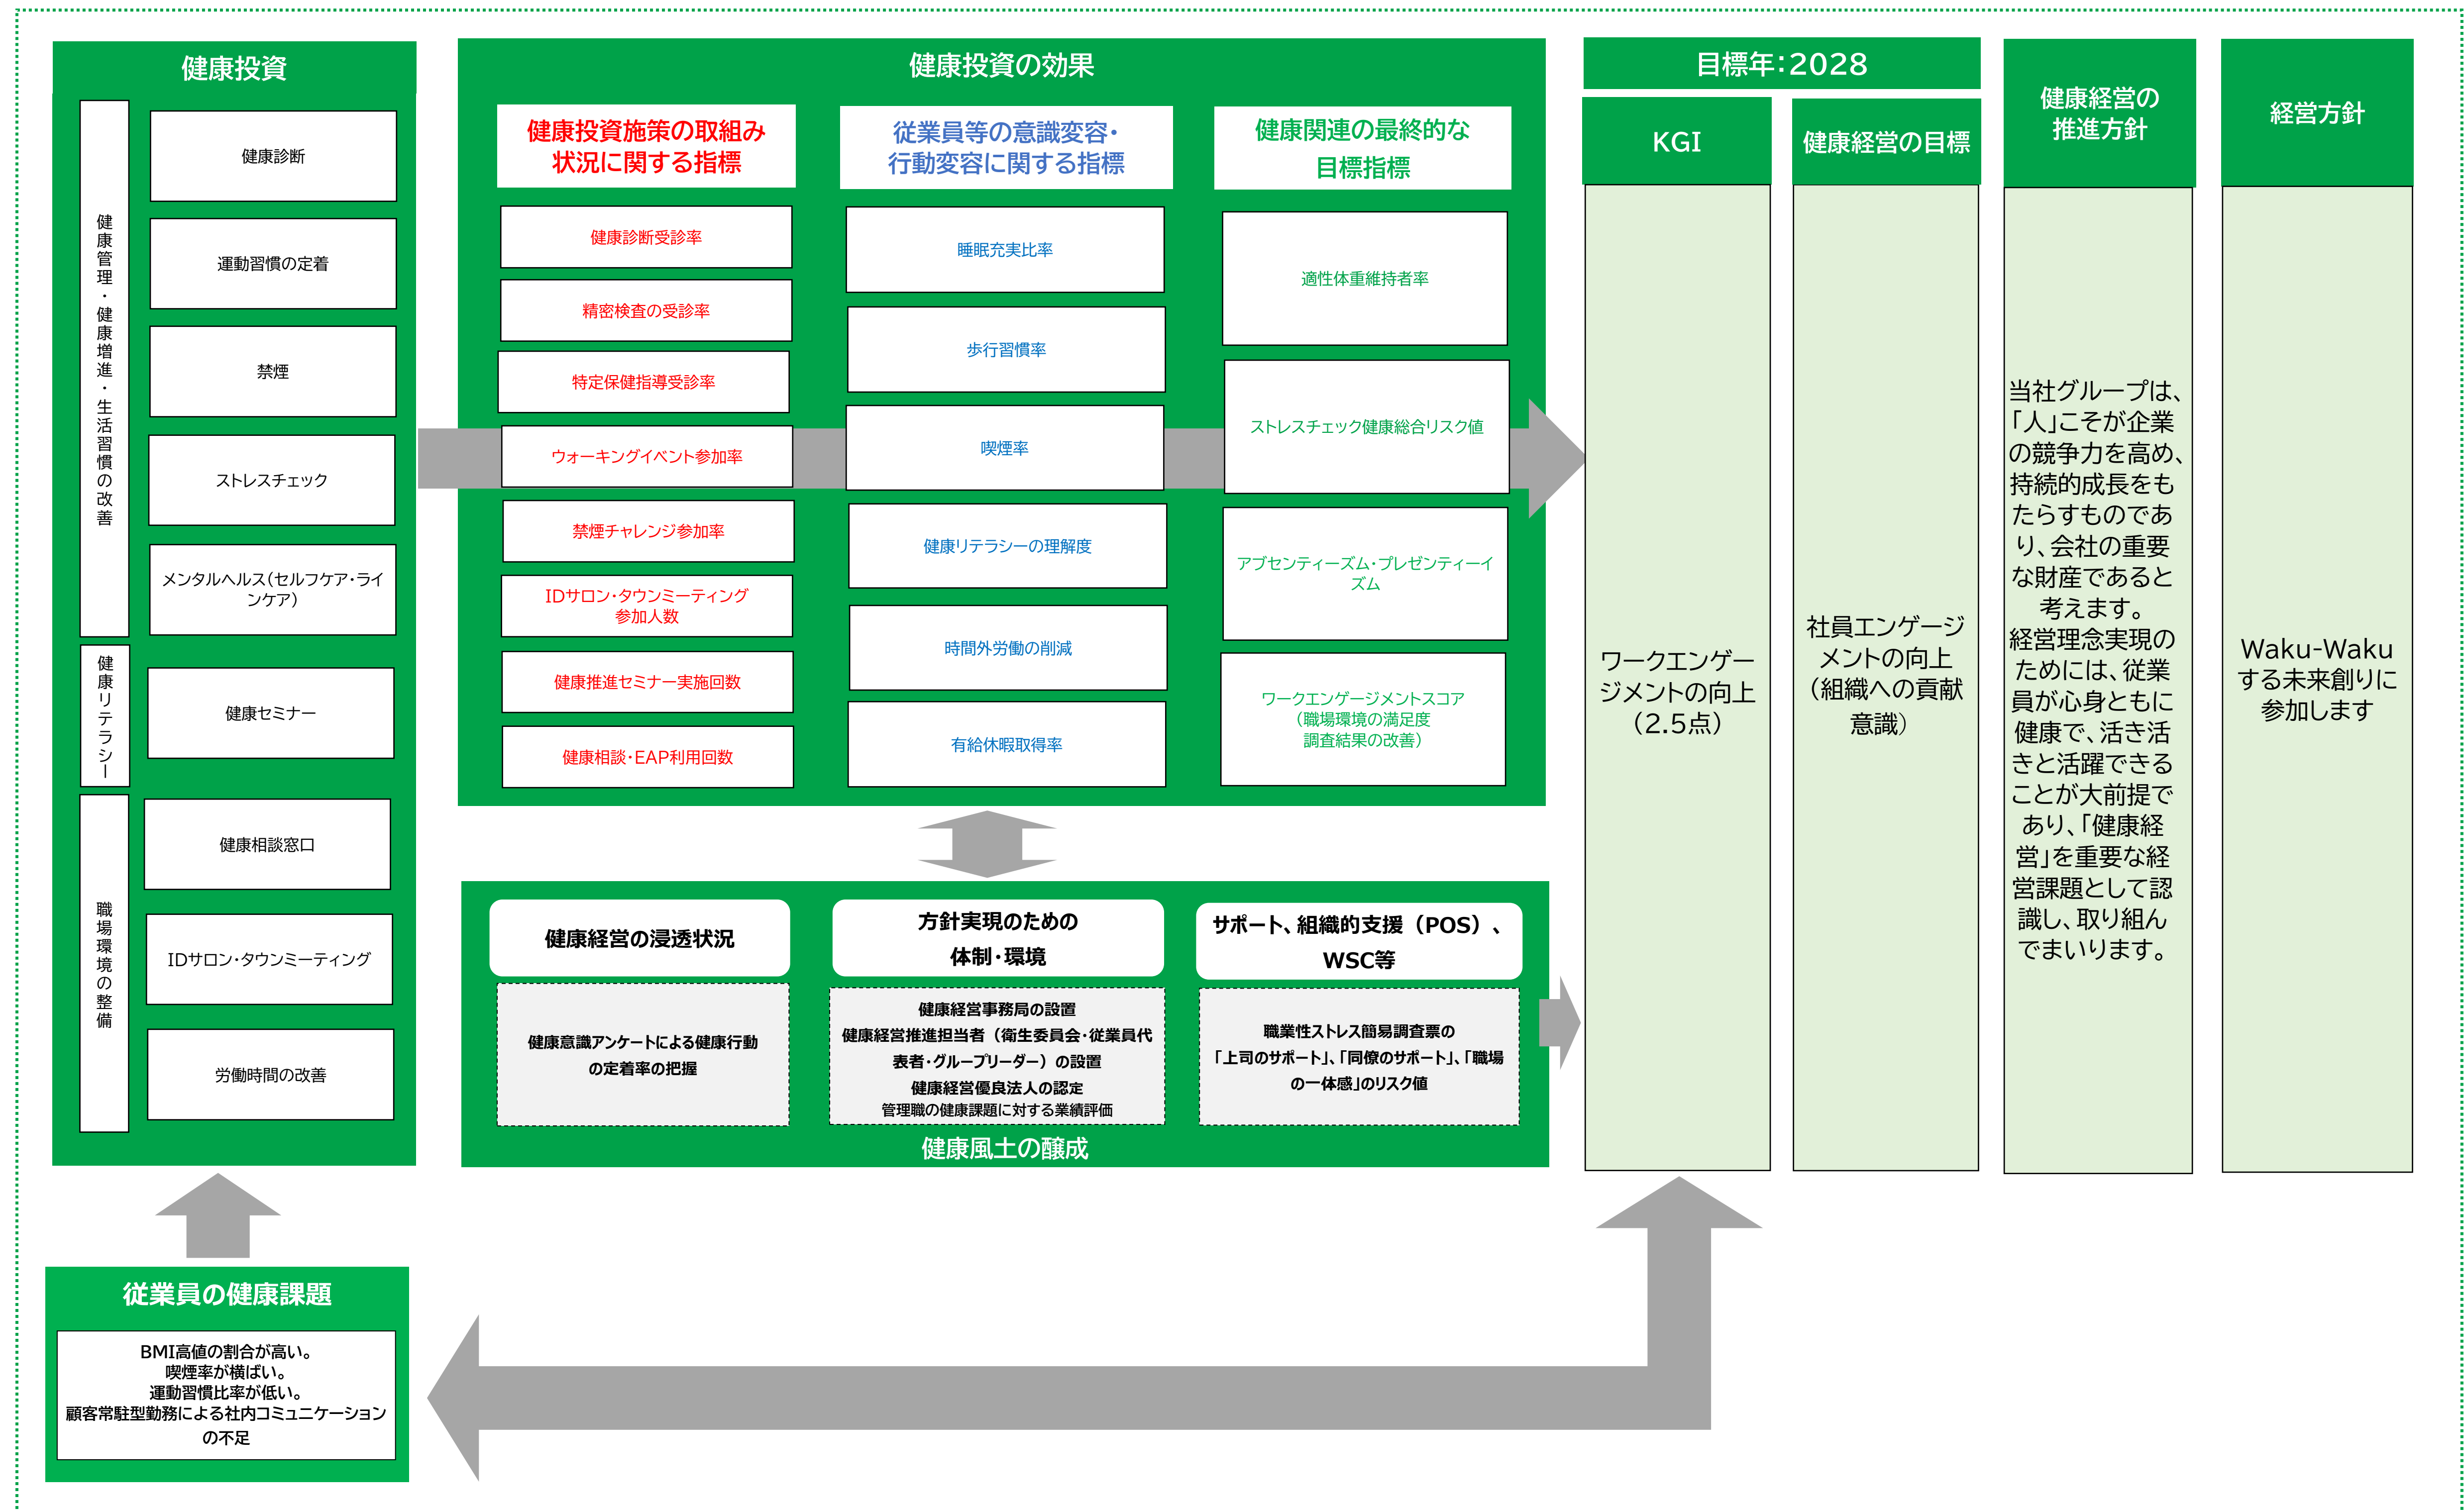 健康投資
健康管理・健康増進・生活習慣の改善
健康診断
運動習慣の定着
禁煙
ストレスチェック
メンタルヘルス(セルフケア・ライ
ンケア)
健康リテラシー
健康セミナー
職場環境の整備
健康相談窓口
IDサロン・タウンミーティング
労働時間の改善
健康投資の効果
健康投資施策の取組み
状況に関する指標
健康診断受診率
精密検査の受診率
特定保健指導受診率
ウォーキングイベント参加率
禁煙チャレンジ参加率
IDサロン・タウンミーティング
参加人数
健康推進セミナー実施回数
健康相談・EAP利用回数
従業員等の意識変容・
行動変容に関する指標
睡眠充実比率
歩行習慣率
喫煙率
健康リテラシーの理解度
時間外労働の削減
有給休暇取得率
健康関連の最終的な
目標指標
適性体重維持者率
ストレスチェック健康総合リスク値
アブセンティーズム・プレゼンティーイ
ズム
ワークエンゲージメントスコア
(職場環境の満足度
調査結果の改善)
健康経営の浸透状況
健康意識アンケートによる健康行動
の定着率の把握
方針実現のための
体制・環境
健康経営事務局の設置
健康経営推進担当者(衛生委員会・従業員代
表者・グループリーダー)の設置
健康経営優良法人の認定
管理職の健康課題に対する業績評価
サポート、組織的支援(POS)、
WSC等
職業性ストレス簡易調査票の
「上司のサポート」、「同僚のサポート」、「職場
の一体感」のリスク値
健康風土の醸成
目標年:2028
KGI
ワークエンゲー
ジメントの向上
(2.5点)
健康経営の目標
社員エンゲージ
メントの向上
(組織への貢献
意識)
健康経営の
推進方針
当社グループは、
「人」こそが企業
の競争力を高め、
持続的成長をも
たらすものであ
り、会社の重要
な財産であると
考えます。
経営理念実現の
ためには、従業
員が心身ともに
健康で、活き活
きと活躍できる
ことが大前提で
あり、「健康経
営」を重要な経
営課題として認
識し、取り組ん
でまいります。
経営方針
Waku-Waku
する未来創りに
参加します
従業員の健康課題
BMI高値の割合が高い。
喫煙率が横ばい。
運動習慣比率が低い。
顧客常駐型勤務による社内コミュニケーション
の不足